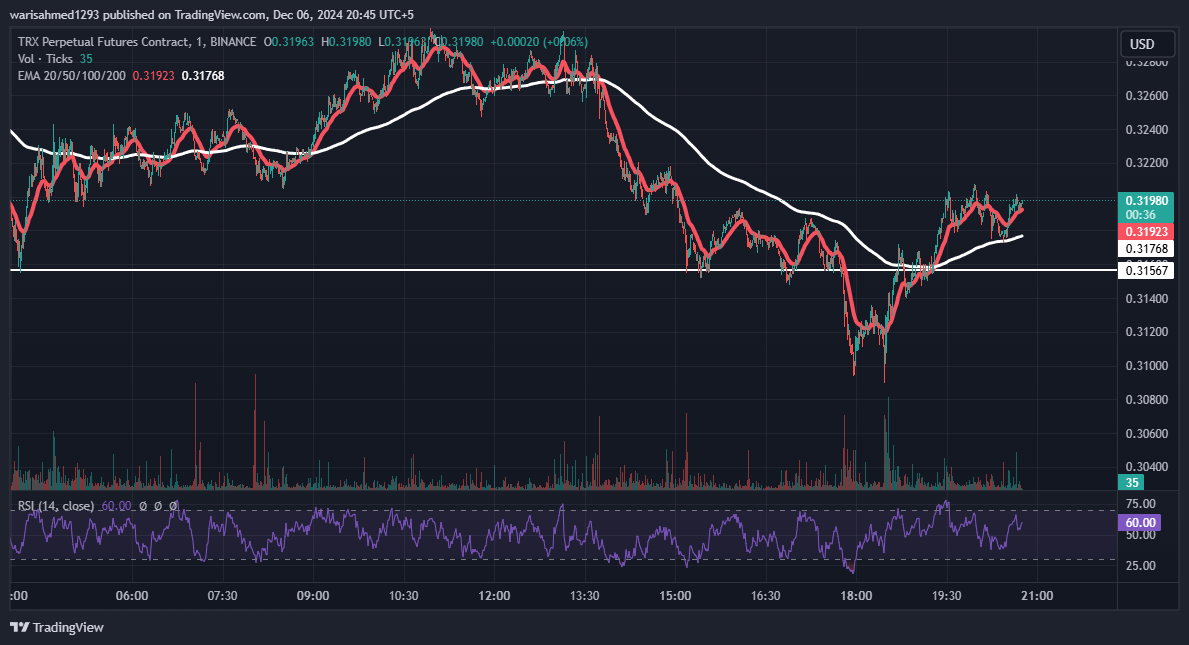 warisahmed1293 published on TradingView.com, Dec 06, 2024 20:45 UTC+5
TRX Perpetual Futures Contract, 1, BINANCE O0.31963 H0.31980 L0.31963 C0.31980 +0.00020 (+0.06%)
USD
Vol · Ticks 35
0.32800
EMA 20/50/100/200 0.31923 0.31768
0.32600
0.32400
0.32200
0.31980
00:36
0.31923
0.31768
0.31567
0.31400
0.31200
0.31000
0.30800
0.30600
0.30400
35
RSI (14, close) 60.00 Ø Ø Ø
75.00
60.00
50.00
25.00
:00 06:00 07:30 09:00 10:30 12:00 13:30 15:00 16:30 18:00 19:30 21:00
TradingView